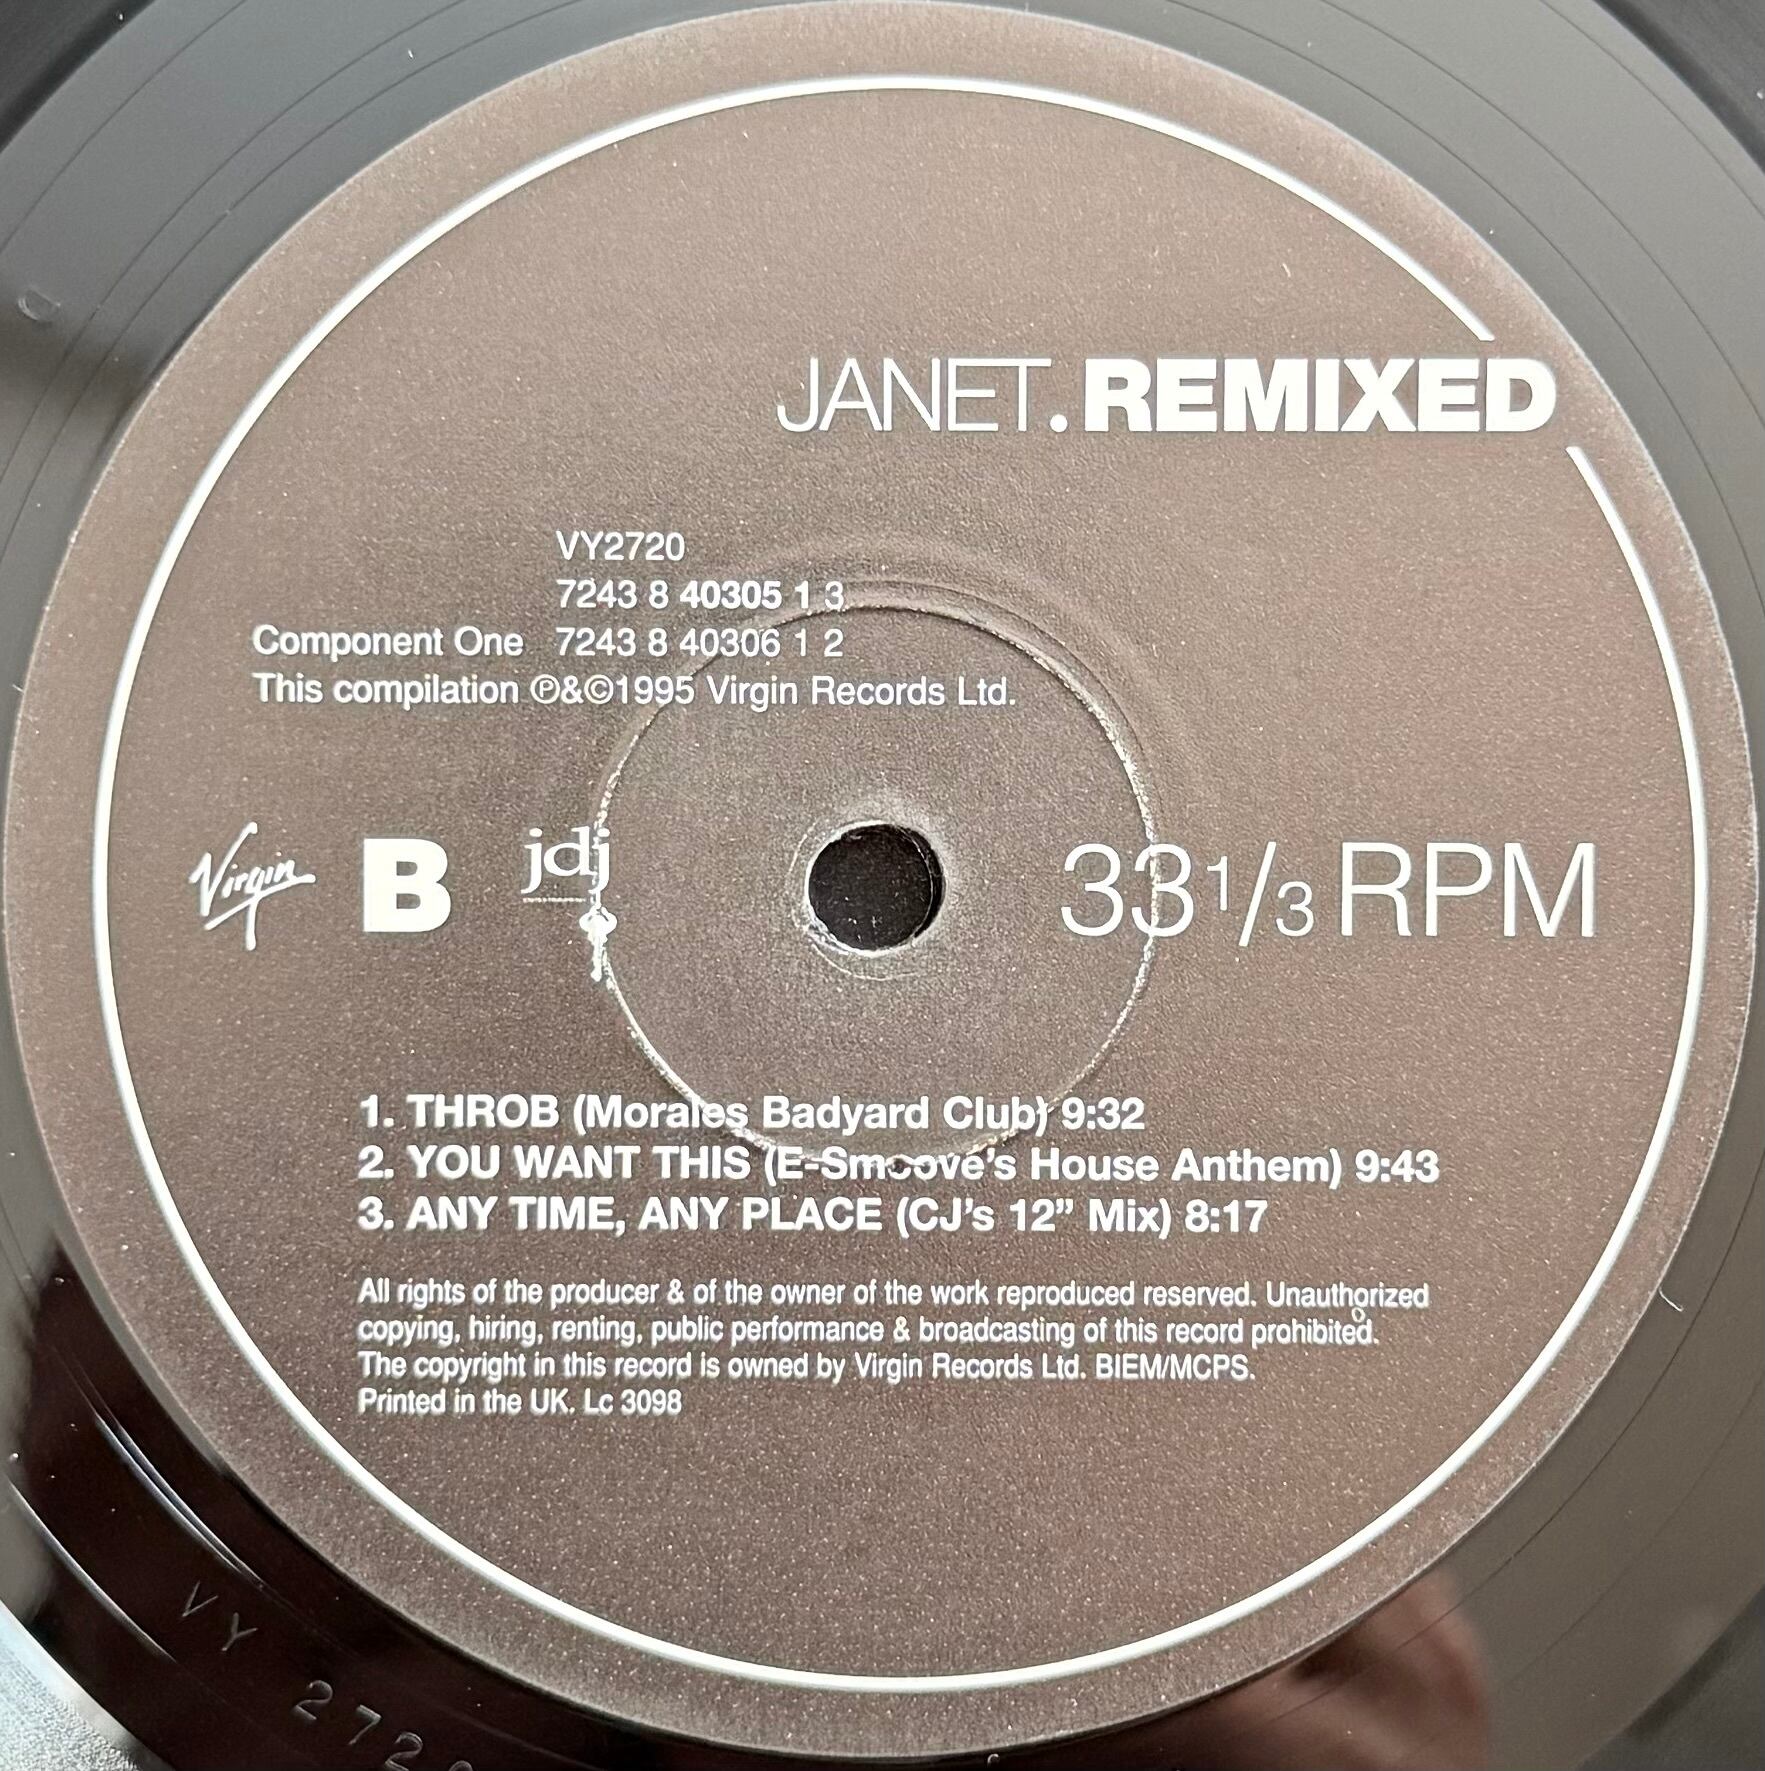 JANET.REMIXED
VY2720
7243 8 40305 1 3
Component One 7243 8 40306 1 2
This compilation ℗&©1995 Virgin Records Ltd.
Virgin B jdj 33 1/3 RPM
1. THROB (Morales Badyard Club) 9:32
2. YOU WANT THIS (E-Smoove's House Anthem) 9:43
3. ANY TIME, ANY PLACE (CJ's 12" Mix) 8:17
All rights of the producer & of the owner of the work reproduced reserved. Unauthorized
copying, hiring, renting, public performance & broadcasting of this record prohibited.
The copyright in this record is owned by Virgin Records Ltd. BIEM/MCPS.
Printed in the UK. Lc 3098
VY 2720